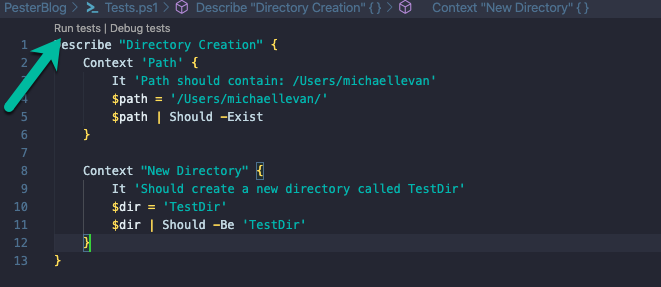 PesterBlog > Tests.ps1 > Describe "Directory Creation" { } > Context "New Directory" { }
Run tests | Debug tests
1 Describe "Directory Creation" {
2 Context 'Path' {
3 It 'Path should contain: /Users/michaellevan'
4 $path = '/Users/michaellevan/'
5 $path | Should -Exist
6 }
7
8 Context "New Directory" {
9 It 'Should create a new directory called TestDir'
10 $dir = 'TestDir'
11 $dir | Should -Be 'TestDir'
12 }
13 }